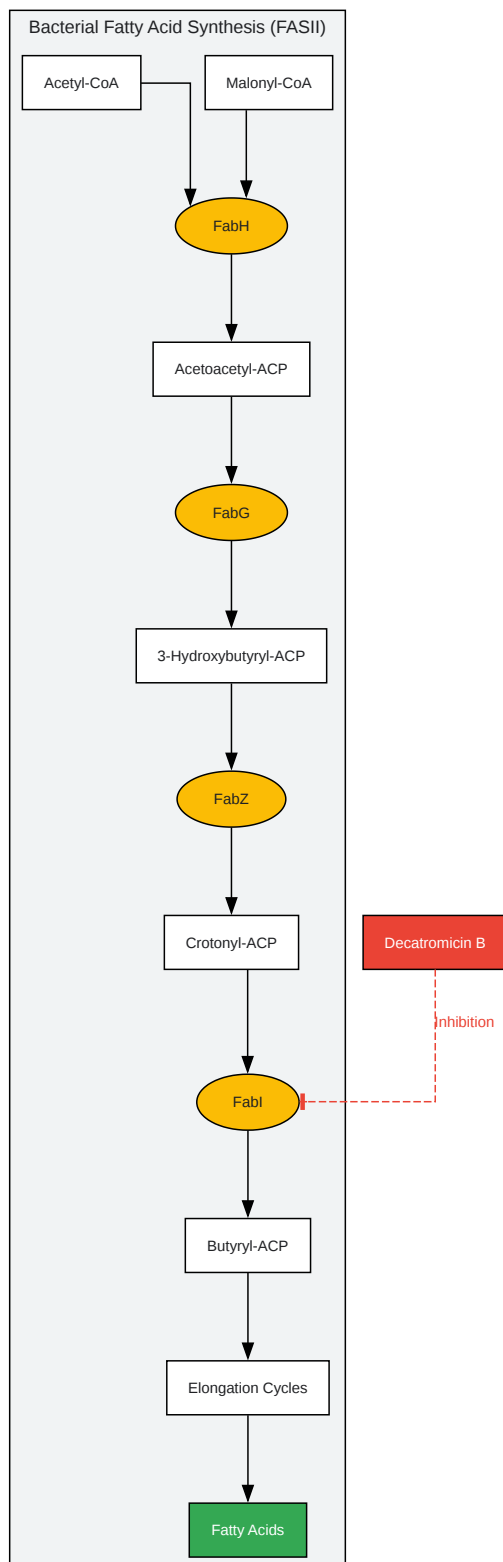 Bacterial Fatty Acid Synthesis (FASII)
Acetyl-CoA
Malonyl-CoA
FabH
Acetoacetyl-ACP
FabG
3-Hydroxybutyryl-ACP
FabZ
Crotonyl-ACP
Decatromicin B
Inhibition
FabI
Butyryl-ACP
Elongation Cycles
Fatty Acids